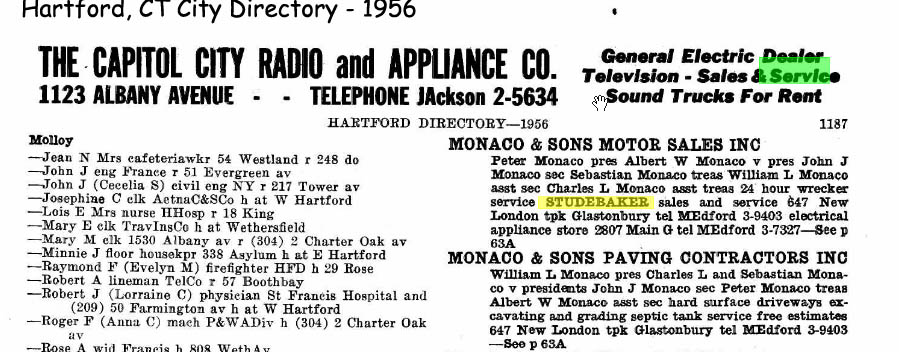 Hartford, CT City Directory - 1956
THE CAPITOL CITY RADIO and APPLIANCE CO.
1123 ALBANY AVENUE - - TELEPHONE JAckson 2-5634
General Electric Dealer
Television - Sales & Service
Sound Trucks For Rent
HARTFORD DIRECTORY—1956 1187
Molloy
—Jean N Mrs cafeteriawkr 54 Westland r 248 do
—John J eng France r 51 Evergreen av
—John J (Cecelia S) civil eng NY r 217 Tower av
—Josephine C clk AetnaC&SCo h at W Hartford
—Lois E Mrs nurse HHosp r 18 King
—Mary E clk TravInsCo h at Wethersfield
—Mary M clk 1530 Albany av r (304) 2 Charter Oak av
—Minnie J floor housekpr 338 Asylum h at E Hartford
—Raymond F (Evelyn M) firefighter HFD h 29 Rose
—Robert A lineman TelCo r 57 Boothbay
—Robert J (Lorraine C) physician St Francis Hospital and
(209) 50 Farmington av h at W Hartford
—Roger F (Anna C) mach P&WADiv h (304) 2 Charter Oak
av
—Rose A wid Francis h 808 WethAv
MONACO & SONS MOTOR SALES INC
Peter Monaco pres Albert W Monaco v pres John J
Monaco sec Sebastian Monaco treas William L Monaco
asst sec Charles L Monaco asst treas 24 hour wrecker
service STUDEBAKER sales and service 647 New
London tpk Glastonbury tel MEdford 3-9403 electrical
appliance store 2807 Main G tel MEdford 3-7327—See p
63A
MONACO & SONS PAVING CONTRACTORS INC
William L Monaco pres Charles L and Sebastian Mona-
co v presidents John J Monaco sec Peter Monaco treas
Albert W Monaco asst sec hard surface driveways ex-
cavating and grading septic tank service free estimates
647 New London tpk Glastonbury tel MEdford 3-9403
—See p 63A